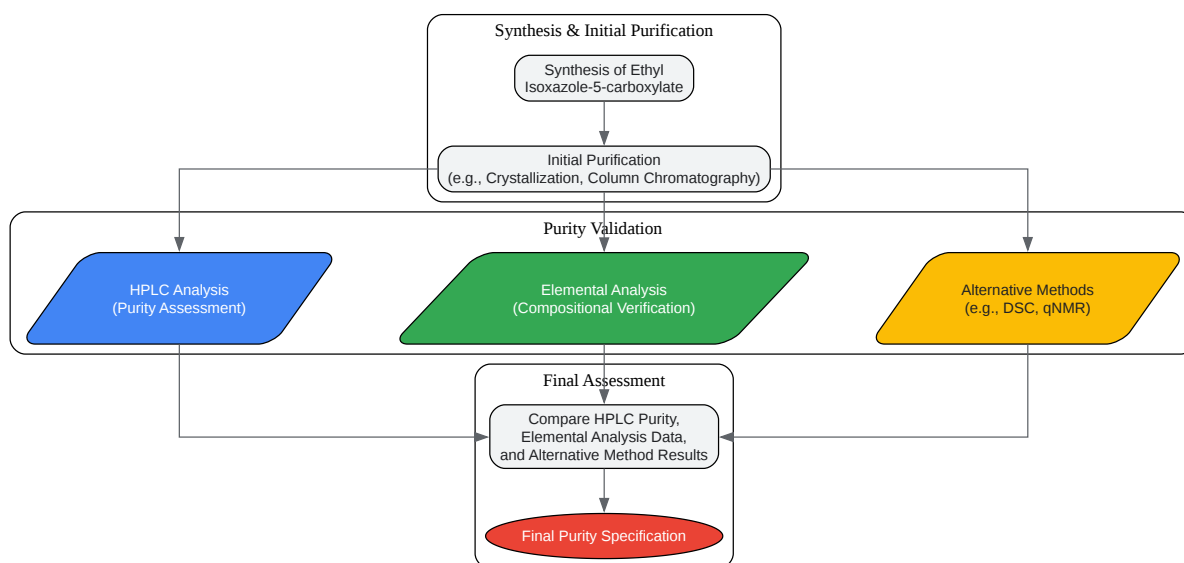 Synthesis & Initial Purification
Synthesis of Ethyl
Isoxazole-5-carboxylate
Initial Purification
(e.g., Crystallization, Column Chromatography)
Purity Validation
HPLC Analysis
(Purity Assessment)
Elemental Analysis
(Compositional Verification)
Alternative Methods
(e.g., DSC, qNMR)
Final Assessment
Compare HPLC Purity,
Elemental Analysis Data,
and Alternative Method Results
Final Purity Specification